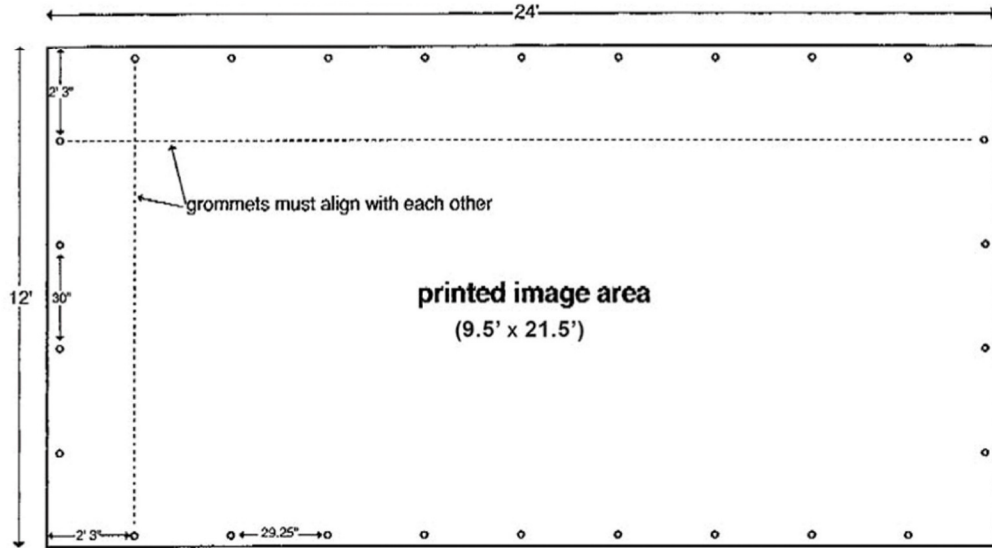 24'
2' 3"
grommets must align with each other
12'
30"
printed image area
(9.5' x 21.5')
2' 3"
29.25"